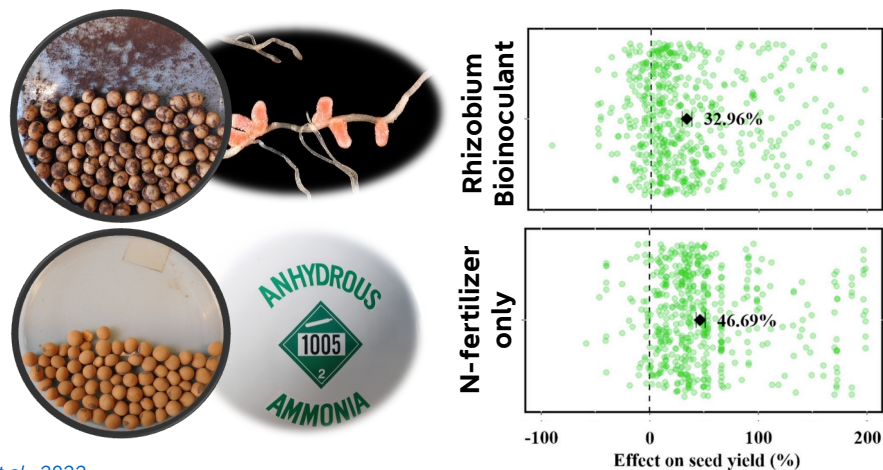 Rhizobium
Bioinoculant
32.96%
ANHYDROUS
1005
2
AMMONIA
N-fertilizer
only
46.69%
-100 0 100 200
Effect on seed yield (%)